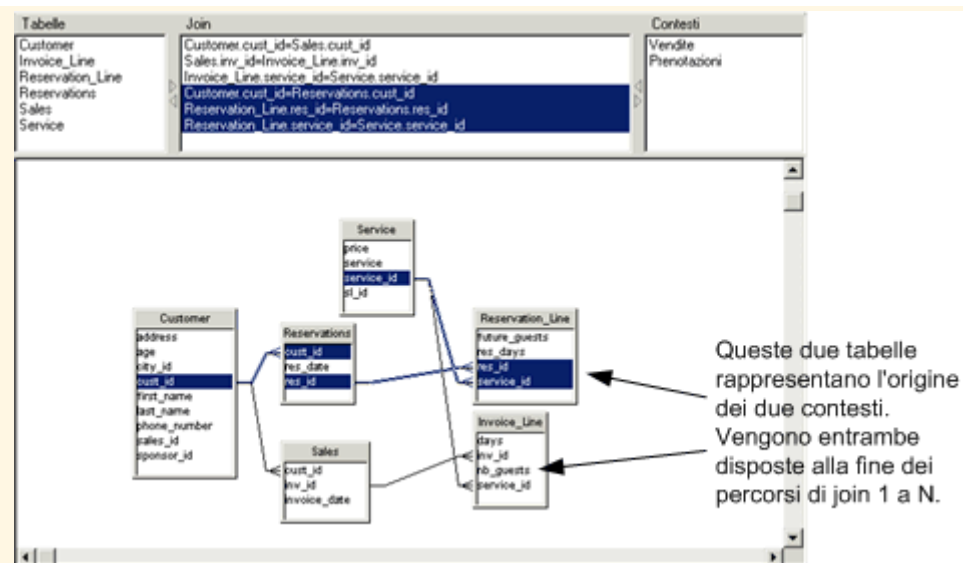 Tabelle
Join
Contesti
Customer
Invoice_Line
Reservation_Line
Reservations
Sales
Service
Customer.cust_id=Sales.cust_id
Sales.inv_id=Invoice_Line.inv_id
Invoice_Line.service_id=Service.service_id
Customer.cust_id=Reservations.cust_id
Reservation_Line.res_id=Reservations.res_id
Reservation_Line.service_id=Service.service_id
Vendite
Prenotazioni
Service
price
service
service_id
sl_id
Customer
address
age
city_id
cust_id
first_name
last_name
phone_number
sales_id
sponsor_id
Reservations
cust_id
res_date
res_id
Reservation_Line
future_guests
res_days
res_id
service_id
Sales
cust_id
inv_id
invoice_date
Invoice_Line
days
inv_id
nb_guests
service_id
Queste due tabelle
rappresentano l'origine
dei due contesti.
Vengono entrambe
disposte alla fine dei
percorsi di join 1 a N.